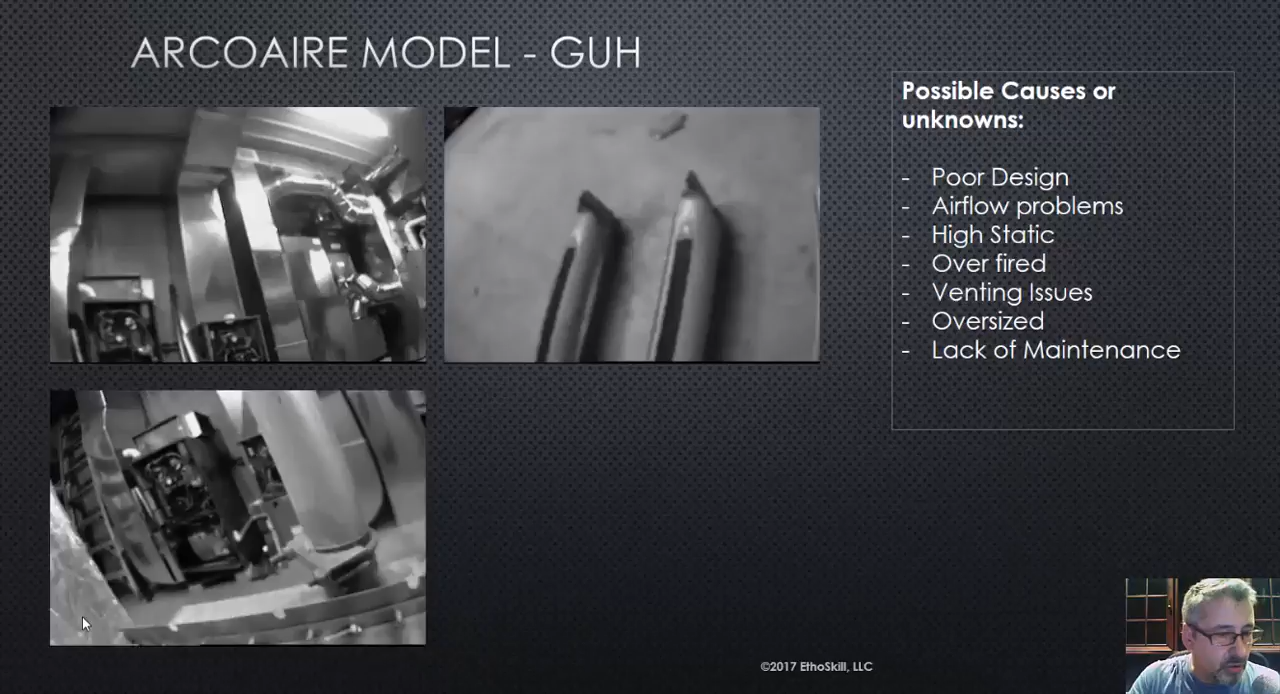 ARCOAIRE MODEL - GUH
Possible Causes or
unknowns:
- Poor Design
- Airflow problems
- High Static
- Over fired
- Venting Issues
- Oversized
- Lack of Maintenance
©2017 EthoSkill, LLC